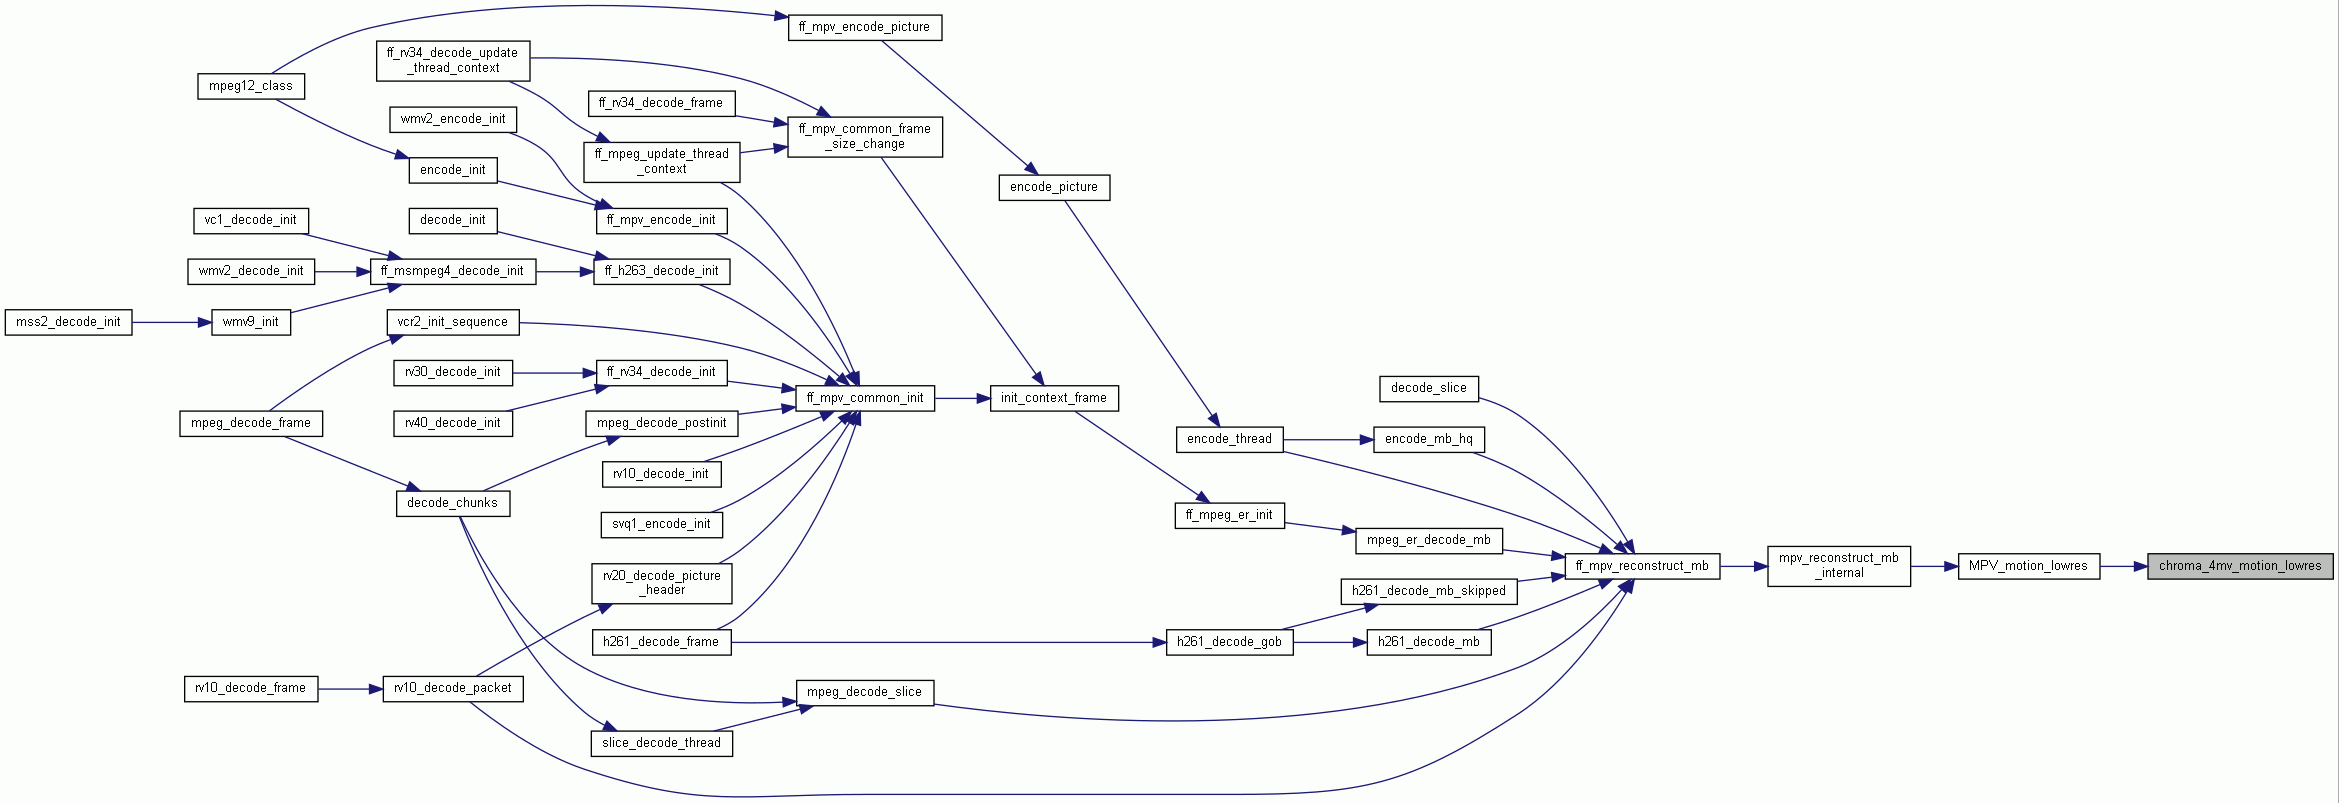 ff_mpv_encode_picture
ff_rv34_decode_update
_thread_context
mpeg12_class
ff_rv34_decode_frame
wmv2_encode_init
ff_mpv_common_frame
_size_change
ff_mpeg_update_thread
_context
encode_init
encode_picture
vc1_decode_init
decode_init
ff_mpv_encode_init
wmv2_decode_init
ff_msmpeg4_decode_init
ff_h263_decode_init
mss2_decode_init
wmv9_init
vcr2_init_sequence
rv30_decode_init
ff_rv34_decode_init
decode_slice
ff_mpv_common_init
init_context_frame
mpeg_decode_frame
rv40_decode_init
mpeg_decode_postinit
encode_thread
encode_mb_hq
rv10_decode_init
decode_chunks
ff_mpeg_er_init
svq1_encode_init
mpeg_er_decode_mb
mpv_reconstruct_mb
_internal
ff_mpv_reconstruct_mb
MPV_motion_lowres
chroma_4mv_motion_lowres
rv20_decode_picture
_header
h261_decode_mb_skipped
h261_decode_frame
h261_decode_gob
h261_decode_mb
rv10_decode_frame
rv10_decode_packet
mpeg_decode_slice
slice_decode_thread